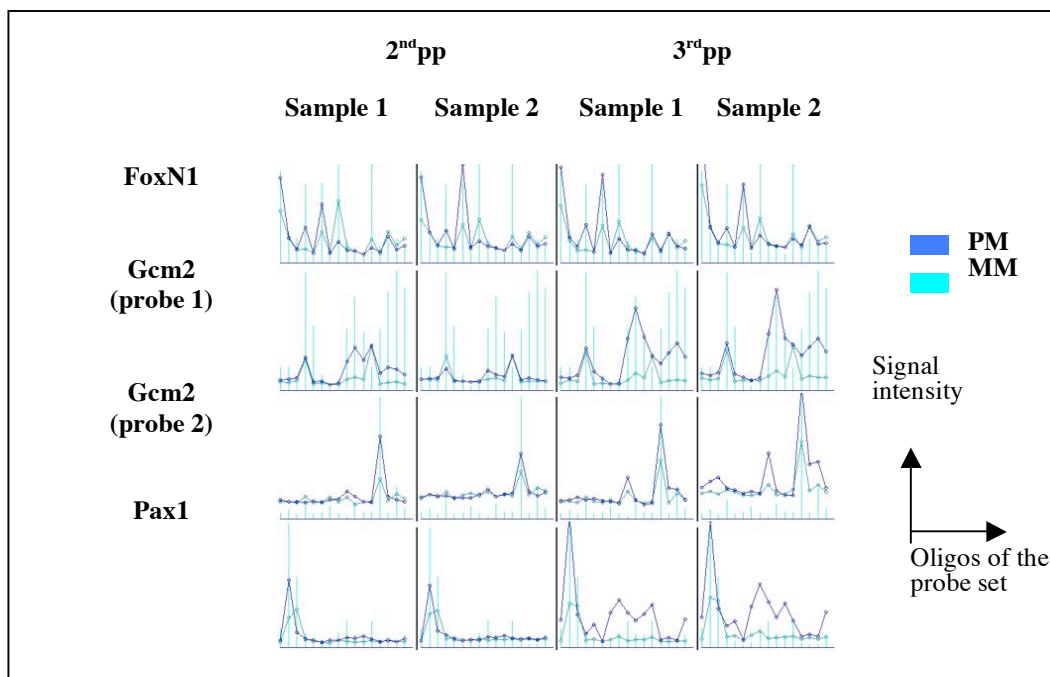 2ndpp 3rdpp
Sample 1 Sample 2 Sample 1 Sample 2
FoxN1
Gcm2
(probe 1)
Gcm2
(probe 2)
Pax1
PM
MM
Signal
intensity
Oligos of the
probe set